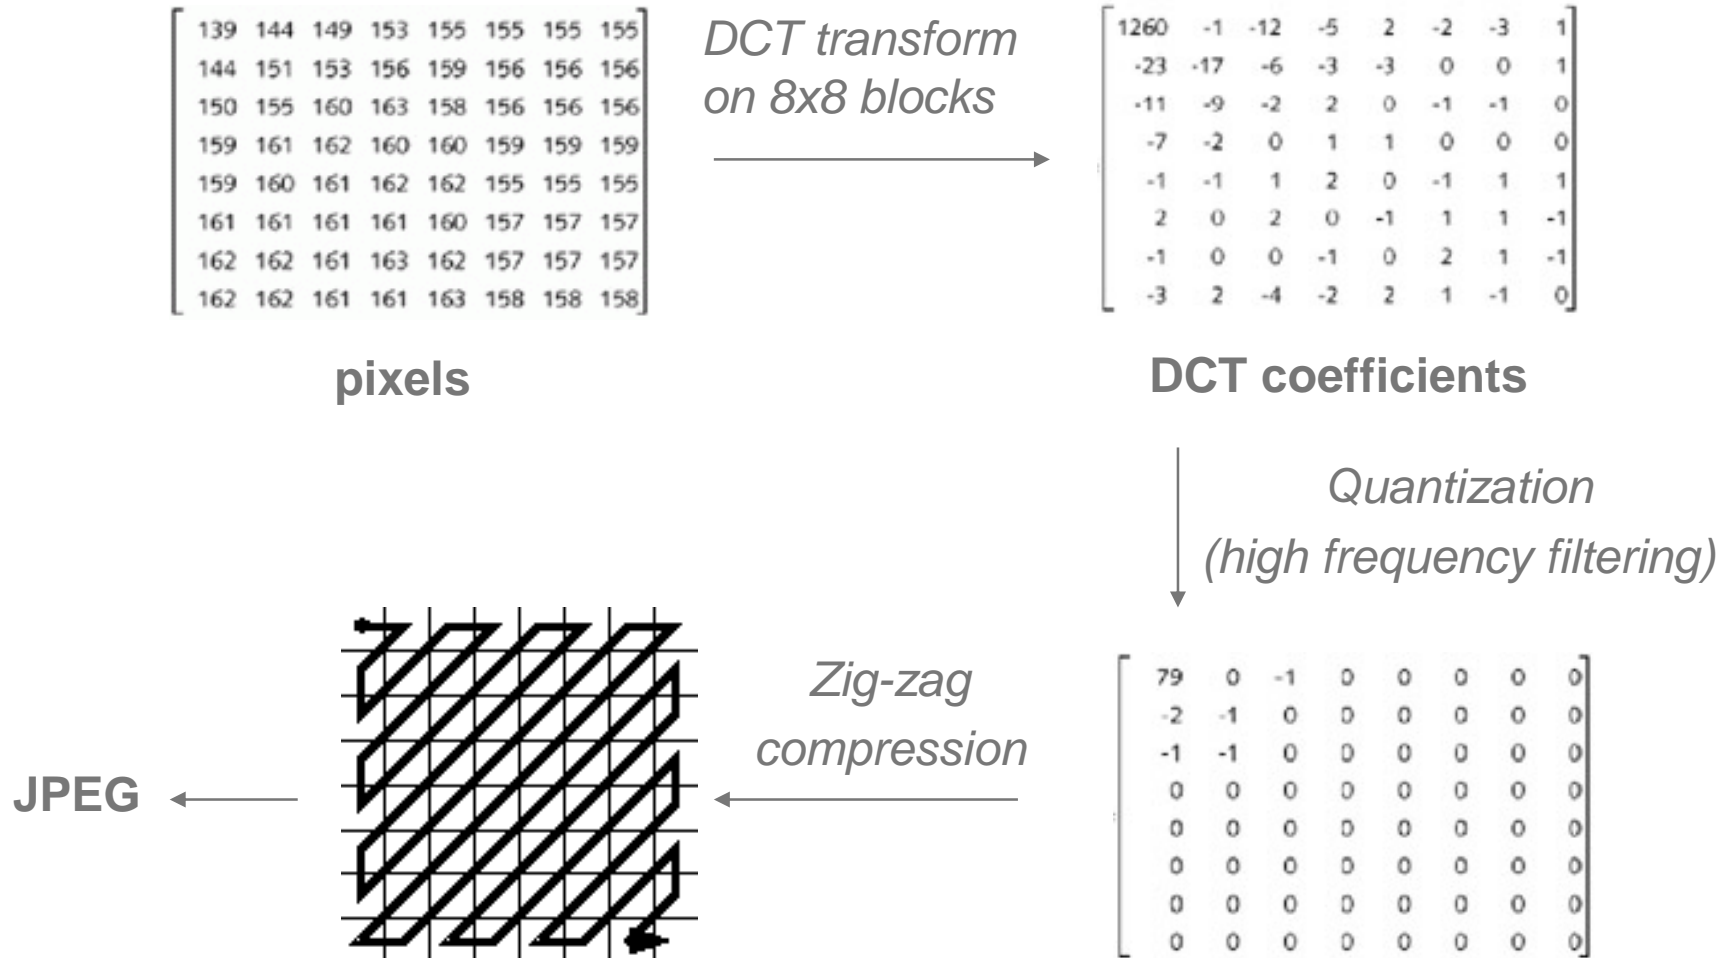 139 144 149 153 155 155 155 155
144 151 153 156 159 156 156 156
150 155 160 163 158 156 156 156
159 161 162 160 160 159 159 159
159 160 161 162 162 155 155 155
161 161 161 161 160 157 157 157
162 162 161 163 162 157 157 157
162 162 161 161 163 158 158 158
pixels
DCT transform
on 8x8 blocks
1260 -1 -12 -5 2 -2 -3 1
-23 -17 -6 -3 -3 0 0 1
-11 -9 -2 2 0 -1 -1 0
-7 -2 0 1 1 0 0 0
-1 -1 1 2 0 -1 1 1
2 0 2 0 -1 1 1 -1
-1 0 0 -1 0 2 1 -1
-3 2 -4 -2 2 1 -1 0
DCT coefficients
Quantization
(high frequency filtering)
79 0 -1 0 0 0 0 0
-2 -1 0 0 0 0 0 0
-1 -1 0 0 0 0 0 0
0 0 0 0 0 0 0 0
0 0 0 0 0 0 0 0
0 0 0 0 0 0 0 0
0 0 0 0 0 0 0 0
0 0 0 0 0 0 0 0
Zig-zag
compression
JPEG